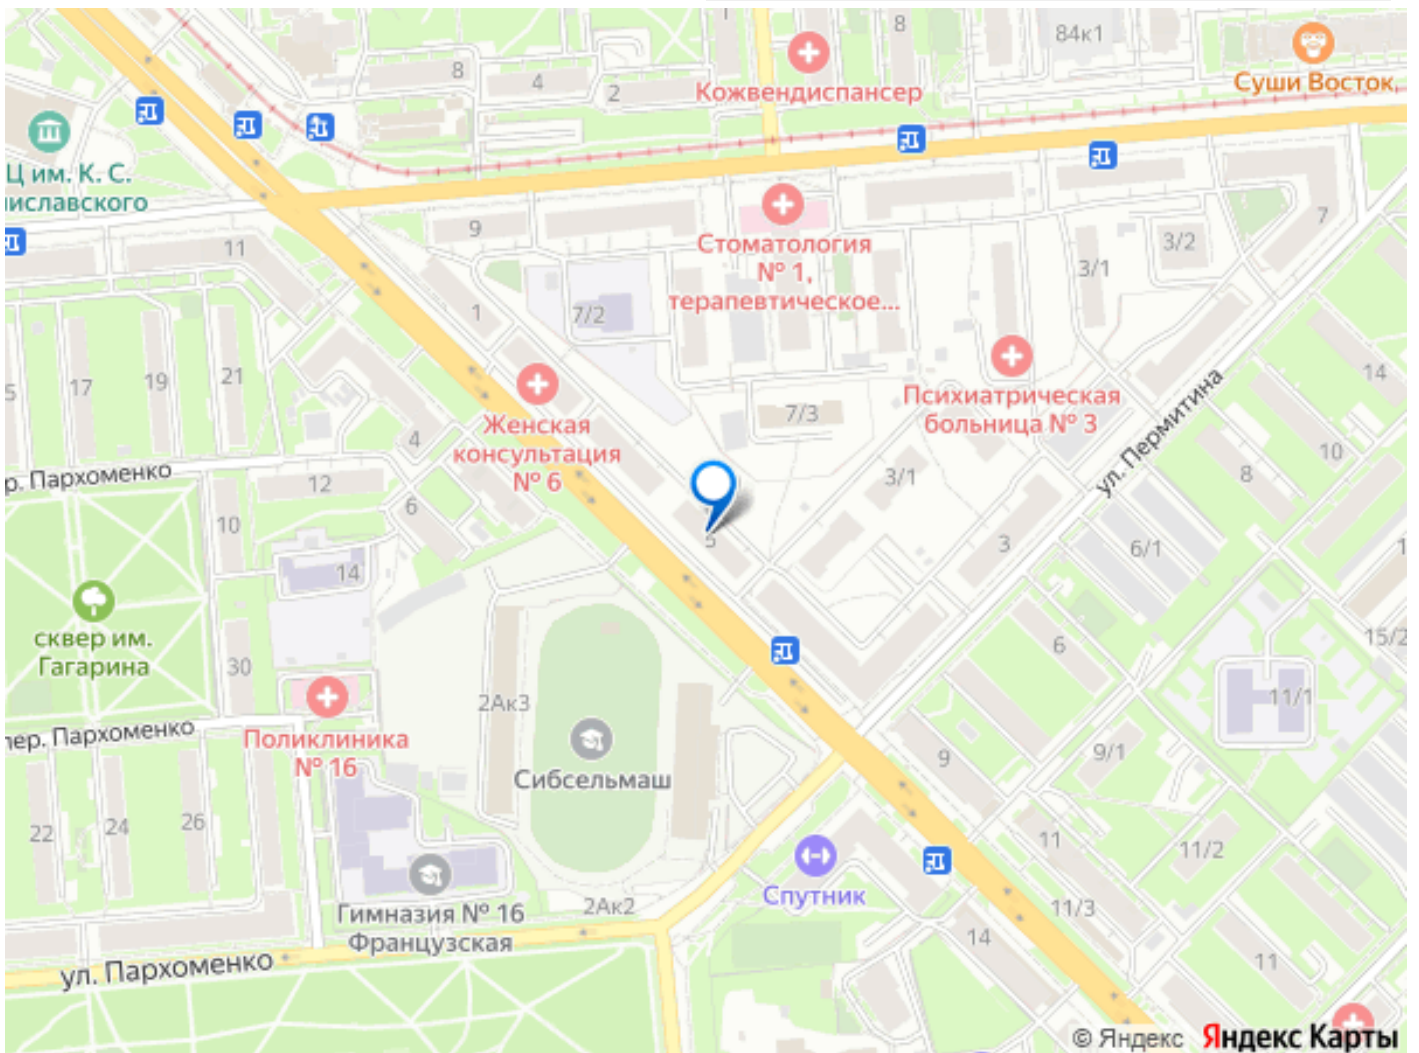 8
84к1
Суши Восток,
8
4
2
Кожвендиспансер
Ц им. К. С.
ниславского
9
11
Стоматология
№ 1,
терапевтическое...
7
3/2
3/1
1
7/2
17
19
21
14
Женская
консультация
№ 6
7/3
Психиатрическая
больница № 3
ул. Пермитина
4
10
8
р. Пархоменко
12
3/1
6
10
5
3
6/1
14
сквер им.
Гагарина
30
6
15/2
11/1
2Ак3
пер. Пархоменко
Поликлиника
№ 16
Сибсельмаш
9
9/1
22
24
26
11
11/2
Спутник
Гимназия № 16
Французская
2Ак2
11/3
14
11
ул. Пархоменко
© Яндекс Яндекс Карты